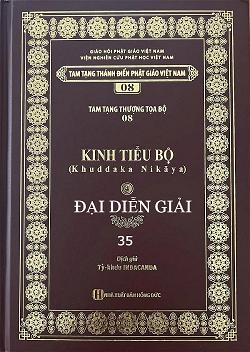 GIÁO HỘI PHẬT GIÁO VIỆT NAM
VIỆN NGHIÊN CỨU PHẬT HỌC VIỆT NAM
TAM TẠNG THÁNH ĐIỂN PHẬT GIÁO VIỆT NAM
08
TAM TẠNG THƯỢNG TỌA BỘ
08
KINH TIỂU BỘ
(Khuddaka Nikāya)
ĐẠI DIỄN GIẢI
35
Dịch giả
Tỳ-khưu INDACANDA
NHÀ XUẤT BẢN HỒNG ĐỨC